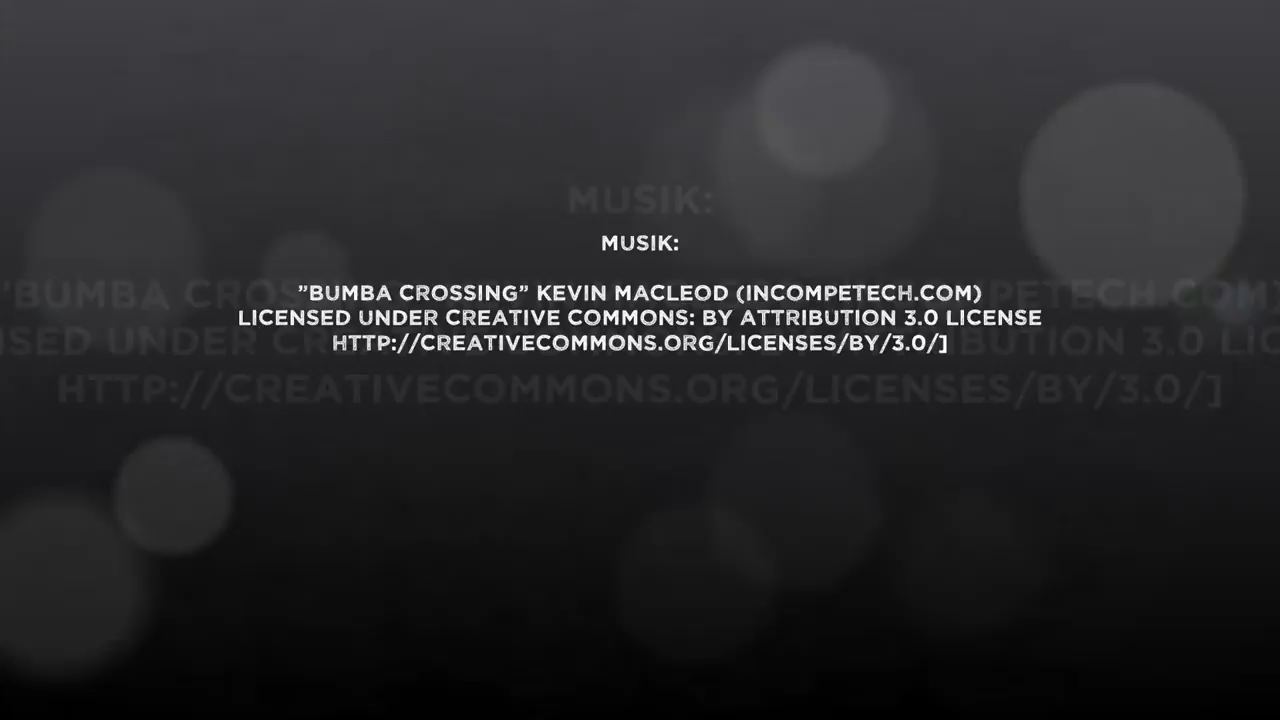 MUSIK:
”BUMBA CROSSING” KEVIN MACLEOD (INCOMPETECH.COM)
LICENSED UNDER CREATIVE COMMONS: BY ATTRIBUTION 3.0 LICENSE
HTTP://CREATIVECOMMONS.ORG/LICENSES/BY/3.0/]